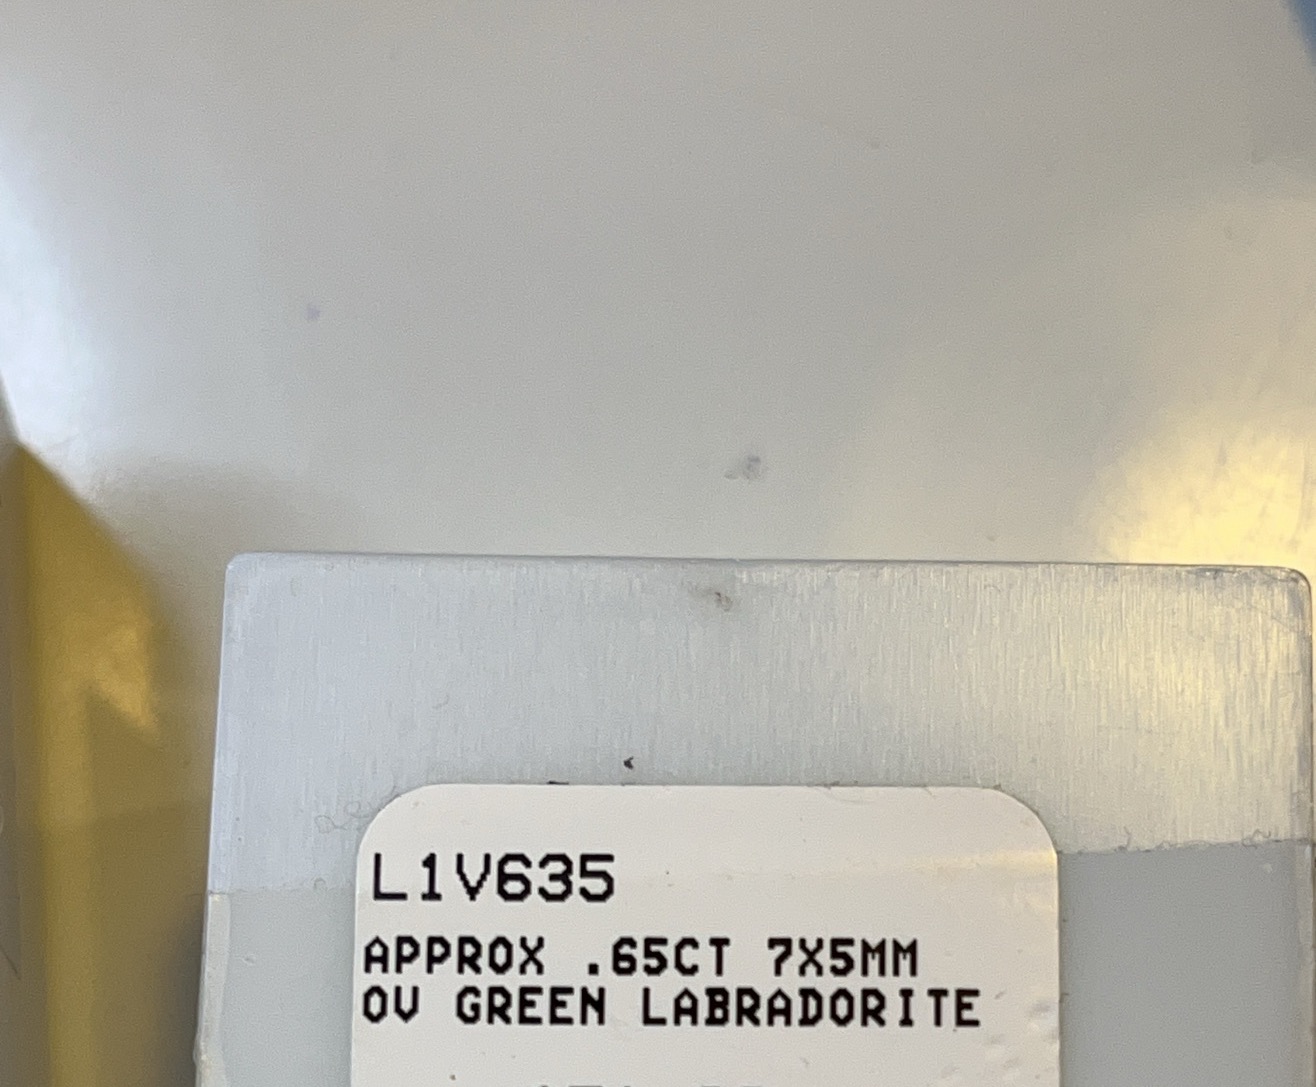 L1V635
APPROX .65CT 7X5MM
OV GREEN LABRADORITE